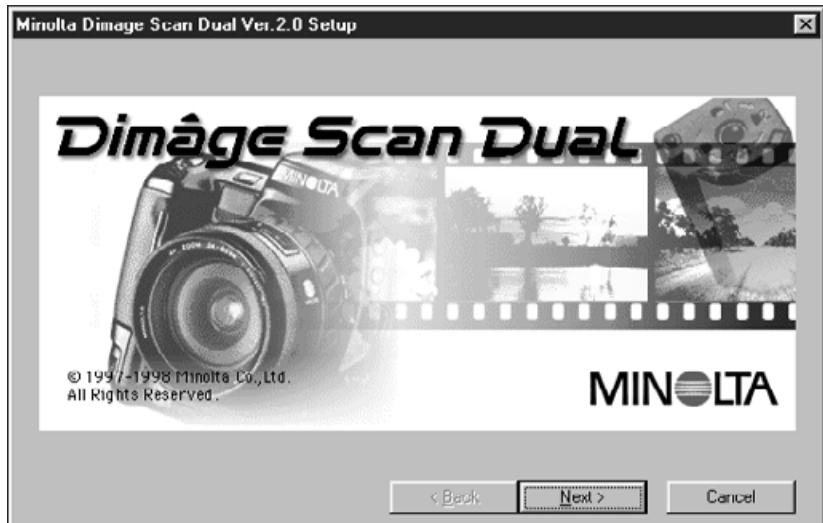 Minolta Dimage Scan Dual Ver.2.0 Setup
Dimâge Scan Dual
MINOLTA
© 1997-1998 Minolta Co.,Ltd.
All Rights Reserved.
MINOLTA
< Back
Next >
Cancel